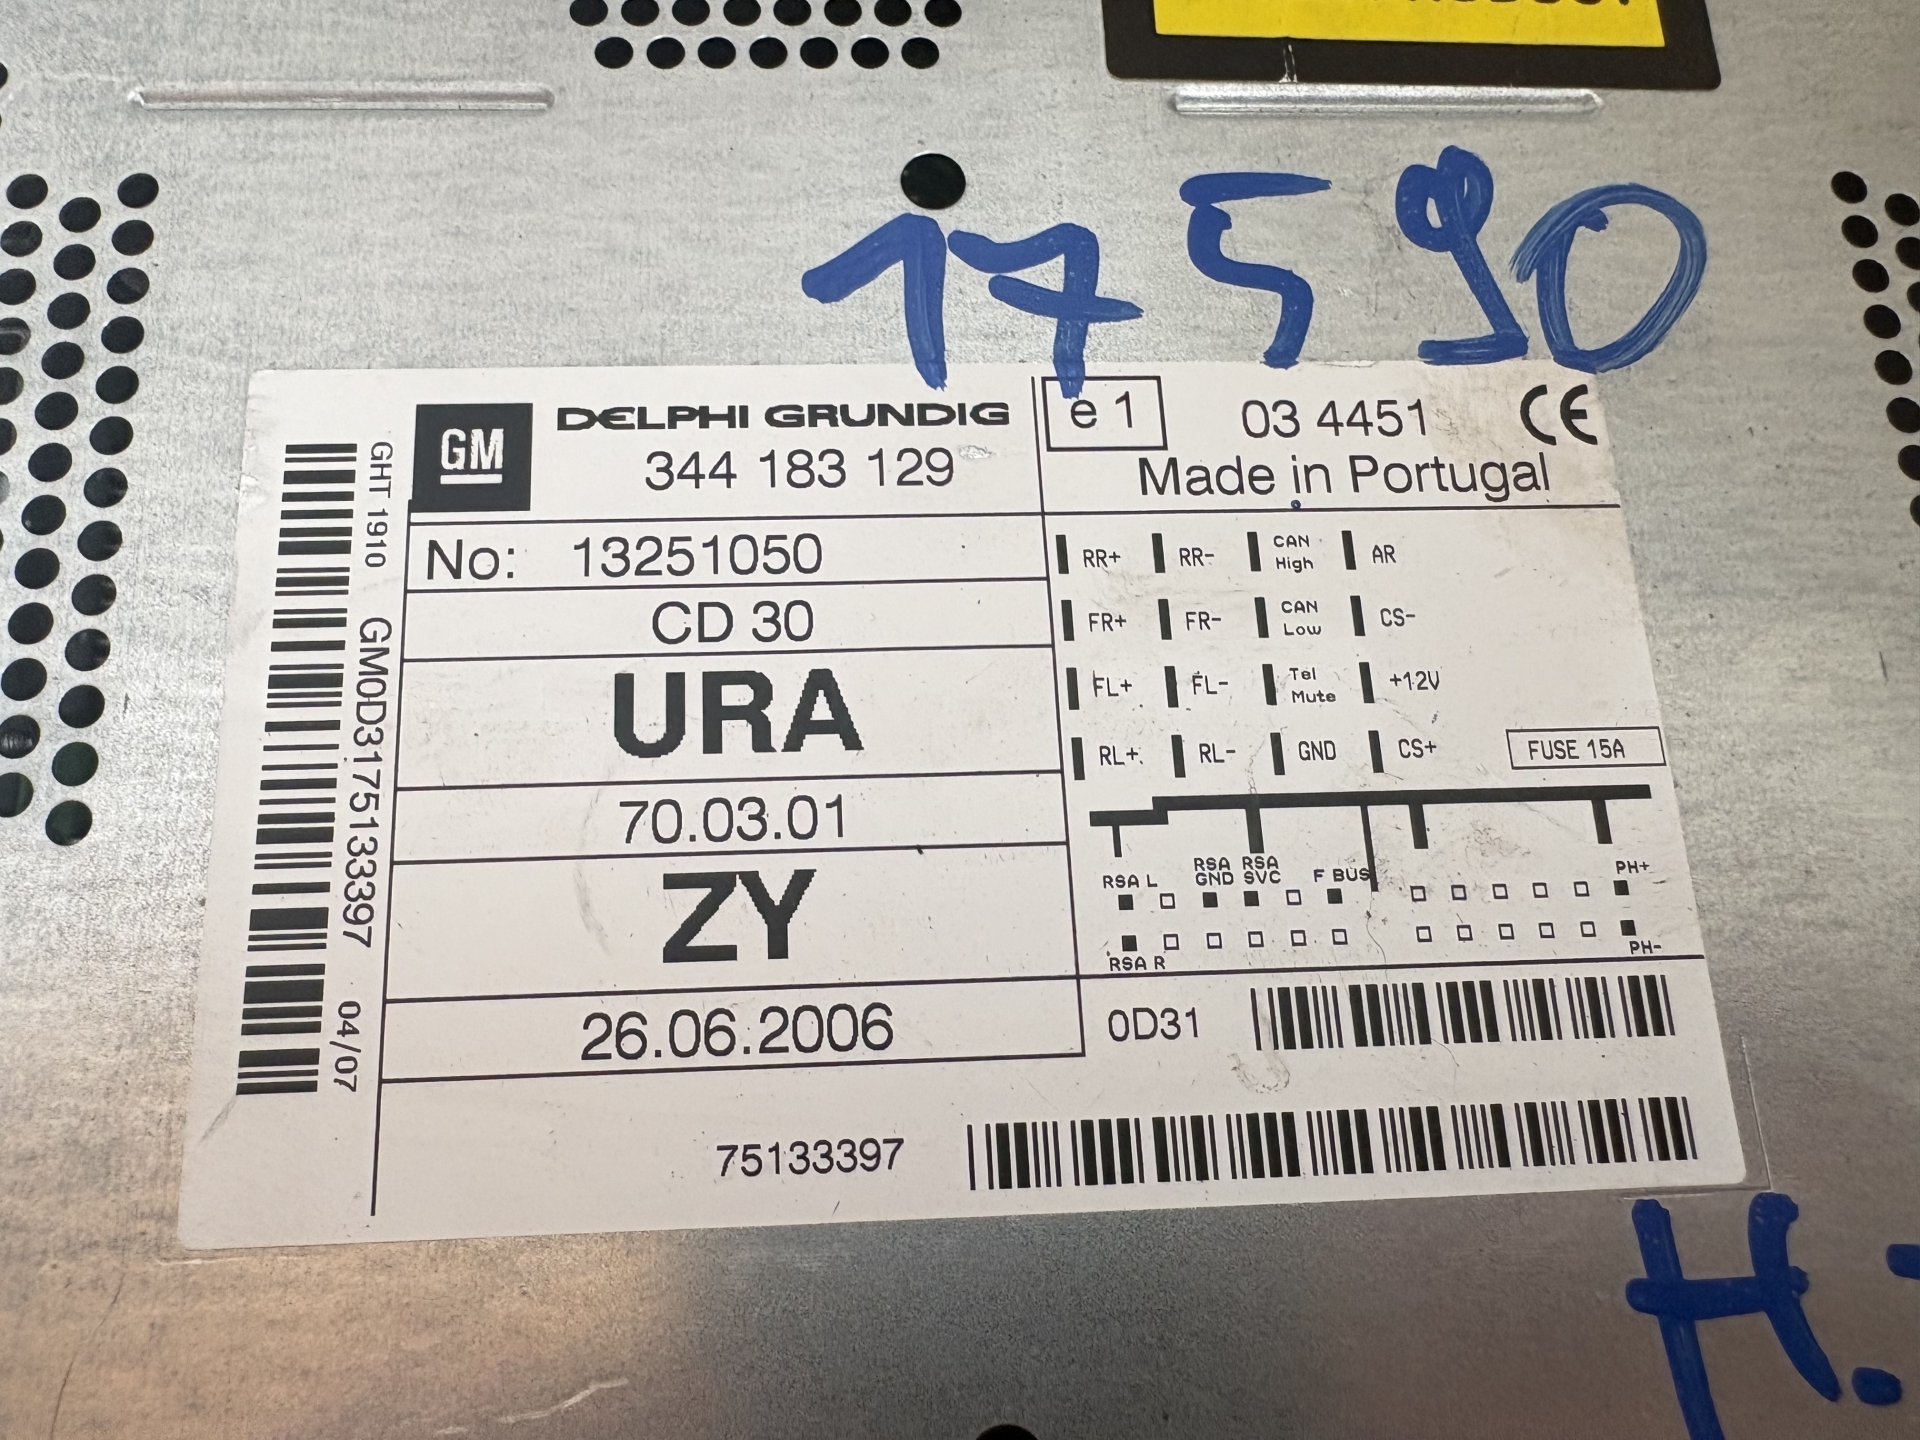 17590
GM
DELPHI GRUNDIG
344 183 129
e1
03 4451
CE
Made in Portugal
GHT 1910 GM0D3175133397 04/07
No: 13251050
CD 30
URA
70.03.01
ZY
26.06.2006
RR+ RR- CAN High AR
FR+ FR- CAN Low CS-
FL+ FL- Tel Mute +12V
RL+ RL- GND CS+
FUSE 15A
RSA L RSA GND RSA SVC F BUS PH+
RSA R PH-
0D31
75133397
H.